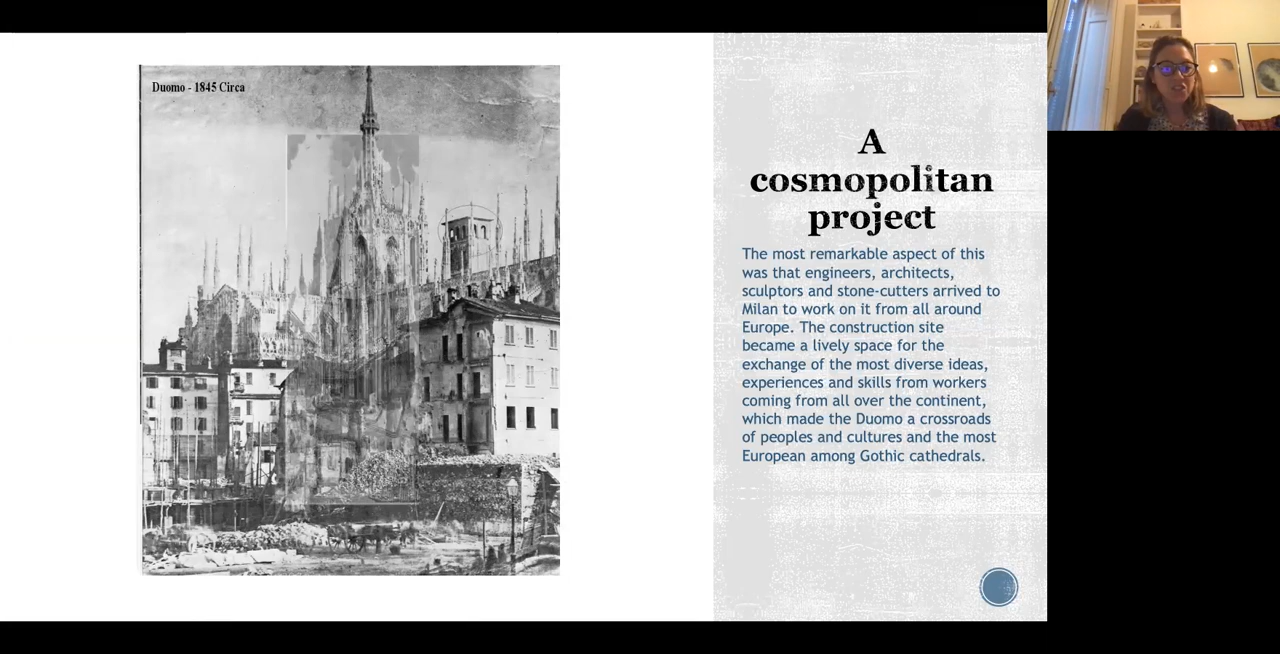 Duomo - 1845 Circa
A
cosmopolitan
project
The most remarkable aspect of this
was that engineers, architects,
sculptors and stone-cutters arrived to
Milan to work on it from all around
Europe. The construction site
became a lively space for the
exchange of the most diverse ideas,
experiences and skills from workers
coming from all over the continent,
which made the Duomo a crossroads
of peoples and cultures and the most
European among Gothic cathedrals.